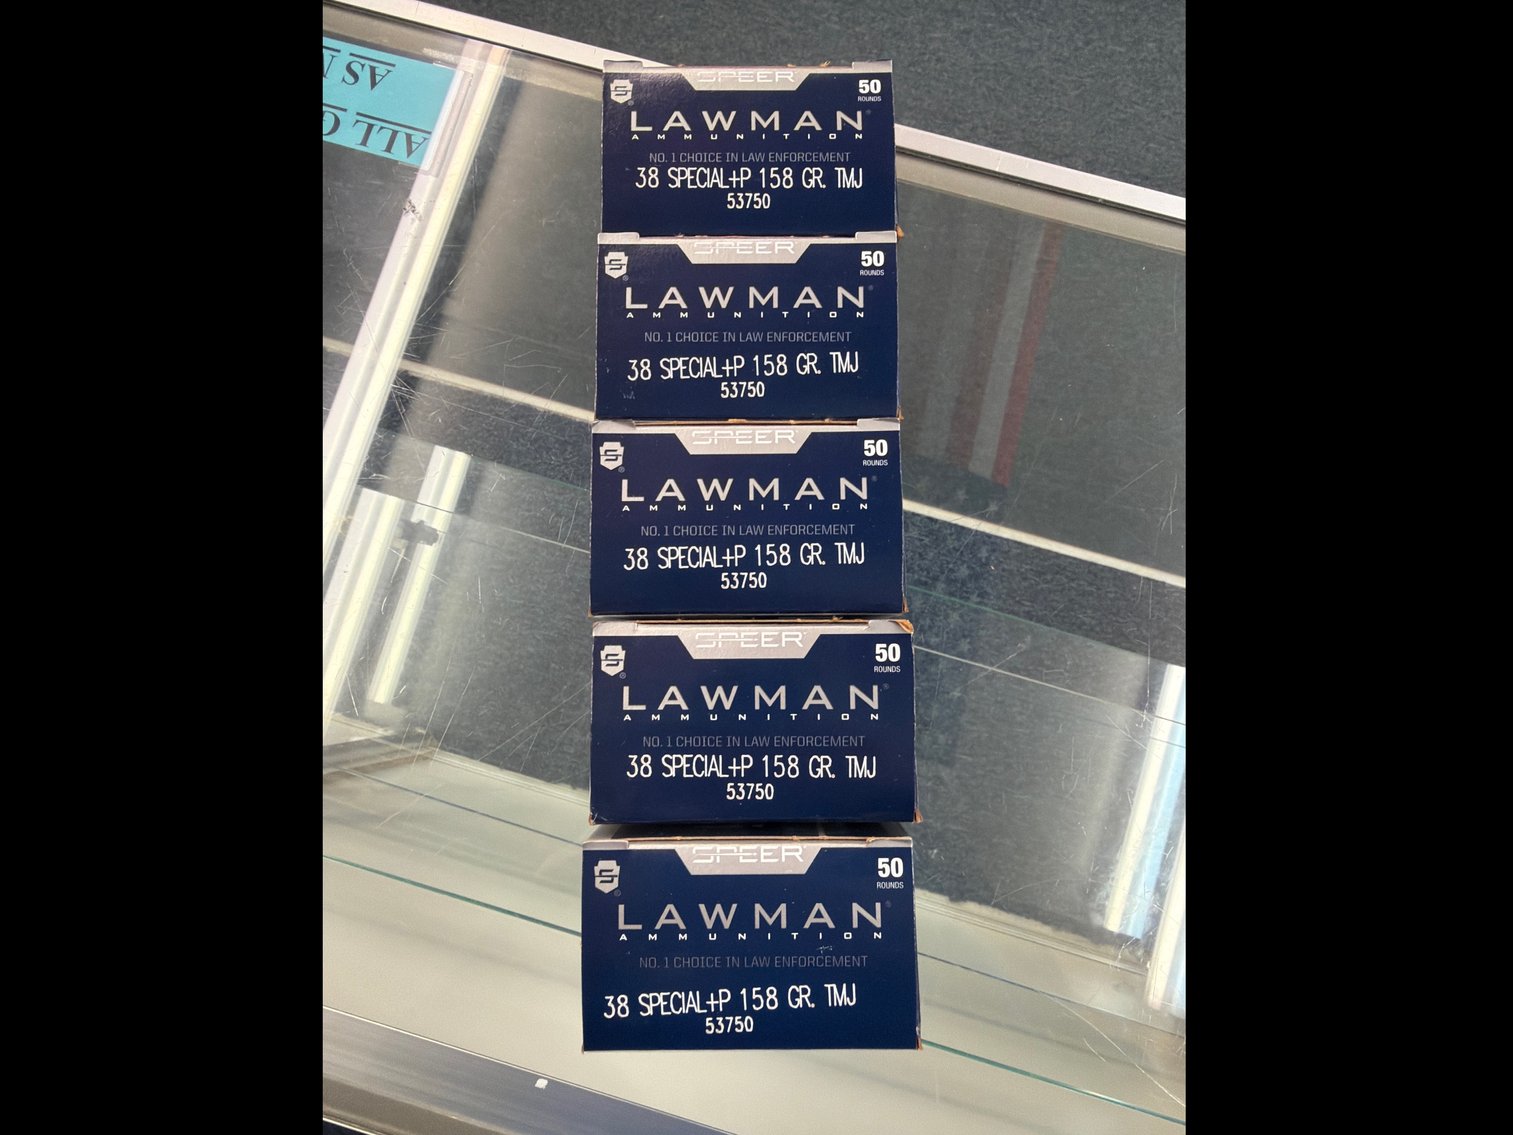 SPEER
50
ROUNDS
LAWMAN®
AMMUNITION
NO. 1 CHOICE IN LAW ENFORCEMENT
38 SPECIAL+P 158 GR. TMJ
53750
SPEER
50
ROUNDS
LAWMAN®
AMMUNITION
NO. 1 CHOICE IN LAW ENFORCEMENT
38 SPECIAL+P 158 GR. TMJ
53750
SPEER
50
ROUNDS
LAWMAN®
AMMUNITION
NO. 1 CHOICE IN LAW ENFORCEMENT
38 SPECIAL+P 158 GR. TMJ
53750
SPEER
50
ROUNDS
LAWMAN®
AMMUNITION
NO. 1 CHOICE IN LAW ENFORCEMENT
38 SPECIAL+P 158 GR. TMJ
53750
SPEER
50
ROUNDS
LAWMAN®
AMMUNITION
NO. 1 CHOICE IN LAW ENFORCEMENT
38 SPECIAL+P 158 GR. TMJ
53750
ALL
AS